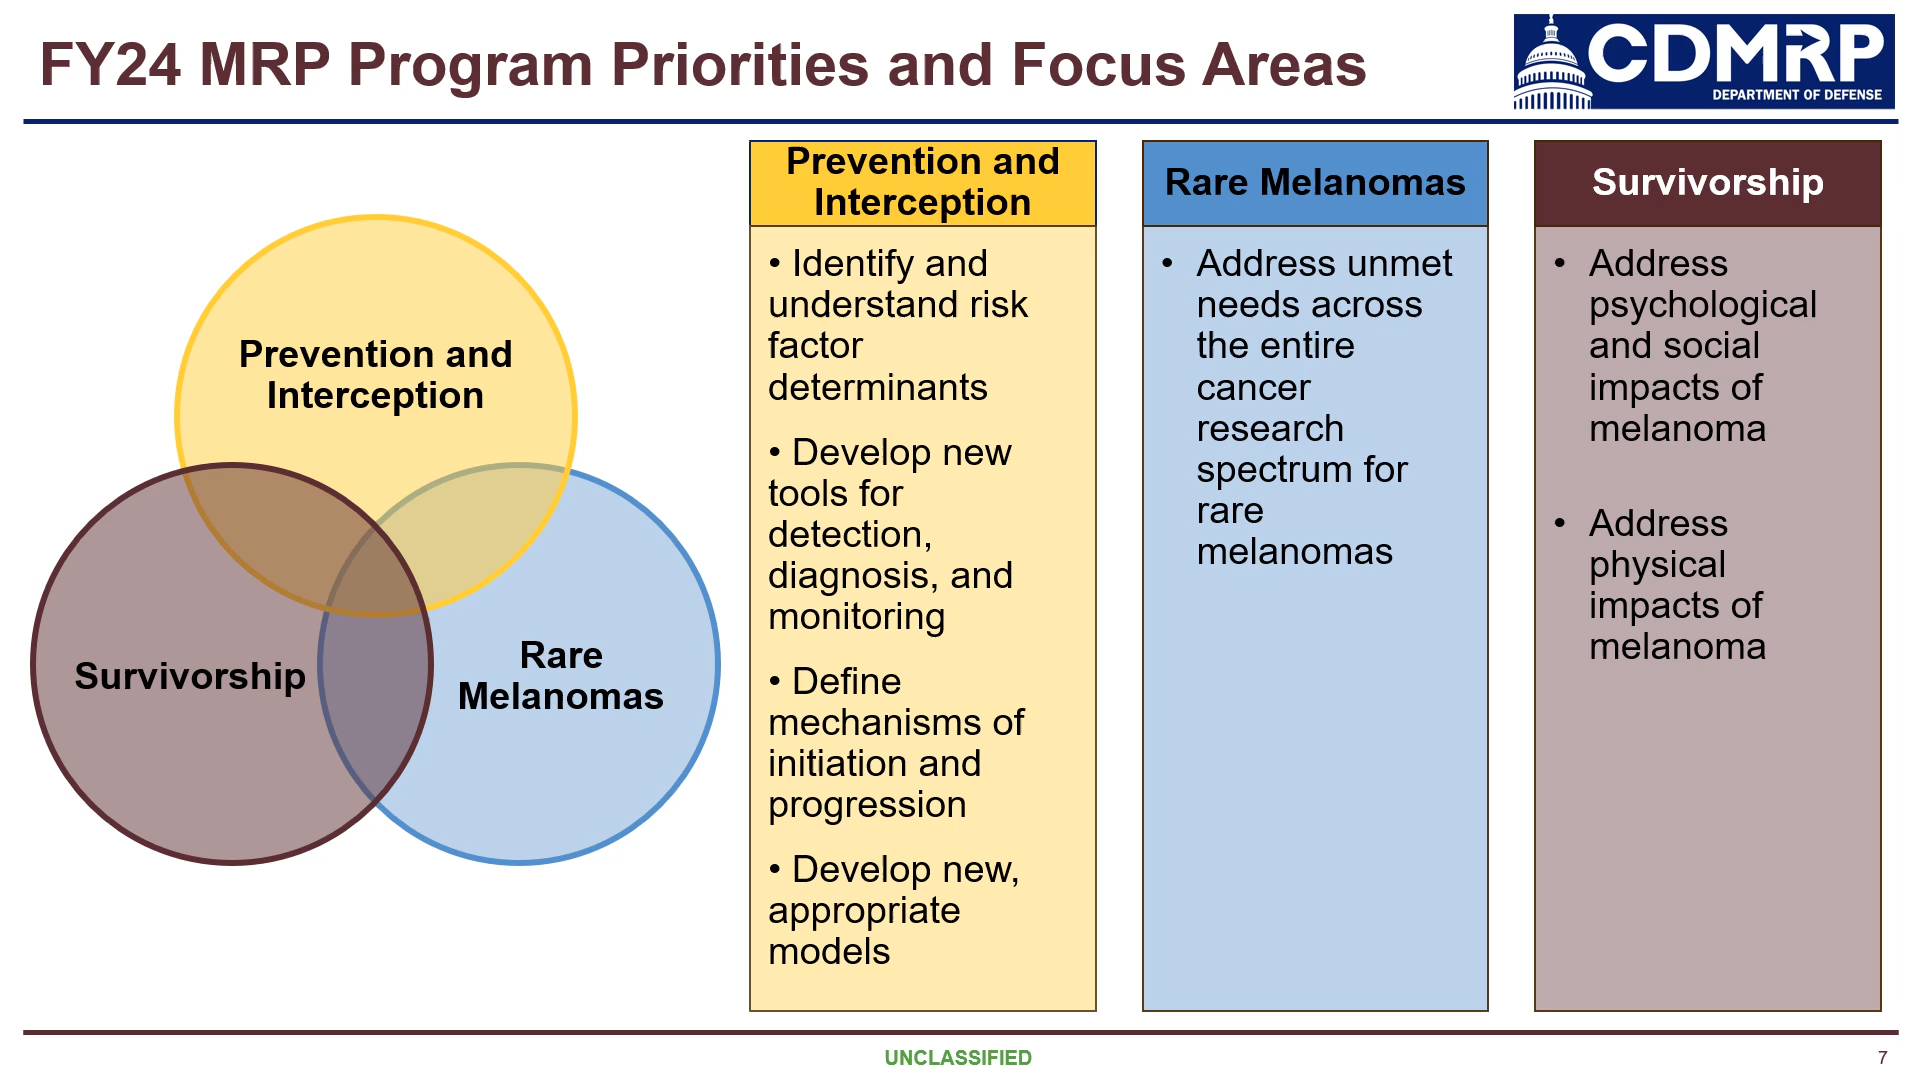 FY24 MRP Program Priorities and Focus Areas
CDMRP
DEPARTMENT OF DEFENSE
Prevention and
Interception
Survivorship
Rare
Melanomas
Prevention and
Interception
• Identify and
understand risk
factor
determinants
• Develop new
tools for
detection,
diagnosis, and
monitoring
• Define
mechanisms of
initiation and
progression
• Develop new,
appropriate
models
Rare Melanomas
• Address unmet
needs across
the entire
cancer
research
spectrum for
rare
melanomas
Survivorship
• Address
psychological
and social
impacts of
melanoma
• Address
physical
impacts of
melanoma
UNCLASSIFIED
7